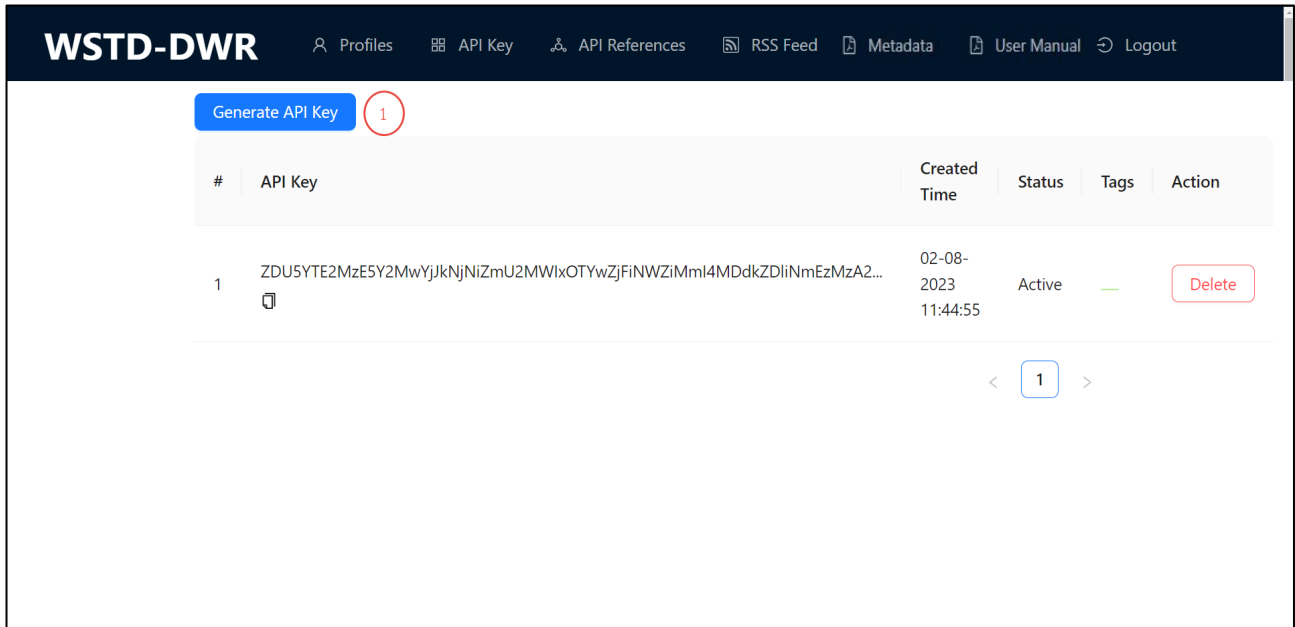 WSTD-DWR Profiles API Key API References RSS Feed Metadata User Manual Logout
Generate API Key 1
# API Key Created Time Status Tags Action
1 ZDU5YTE2MzE5Y2MwYjJkNjNiZmU2MWIxOTYwZjFiNWZiMmI4MDdkZDliNmEzMzA2... 02-08-2023 11:44:55 Active Delete
< 1 >